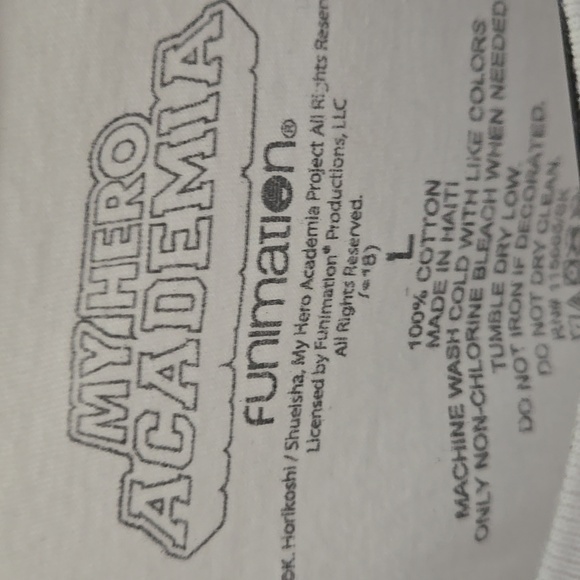 MY HERO
ACADEMIA
Funimation®
K. Horikoshi / Shueisha, My Hero Academia Project All Rights Reser
Licensed by Funimation® Productions, LLC
All Rights Reserved.
L
100% COTTON
MADE IN HAITI
MACHINE WASH COLD WITH LIKE COLORS
ONLY NON-CHLORINE BLEACH WHEN NEEDED
TUMBLE DRY LOW.
DO NOT IRON IF DECORATED.
DO NOT DRY CLEAN.